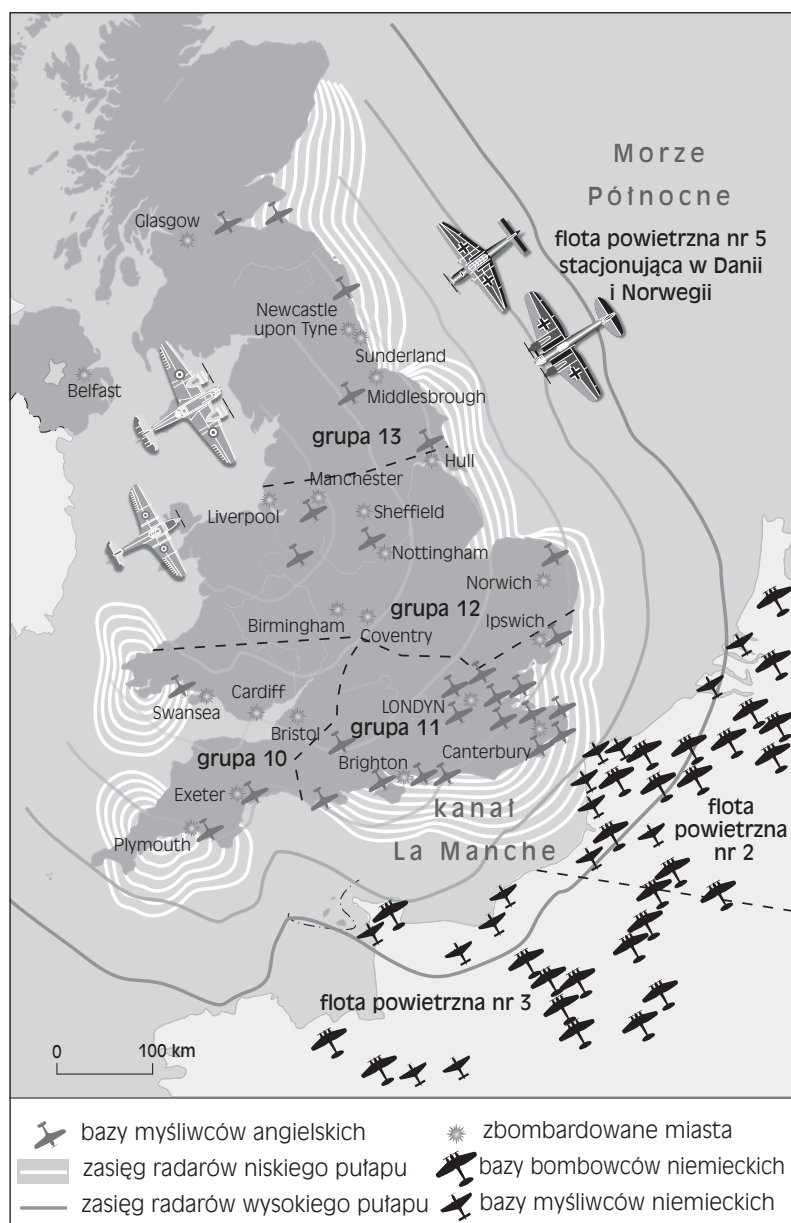 Morze
Północne
flota powietrzna nr 5
stacjonująca w Danii
i Norwegii
Glasgow
Newcastle
upon Tyne
Sunderland
Belfast
Middlesbrough
grupa 13
Hull
Manchester
Liverpool
Sheffield
Nottingham
Norwich
grupa 12
Birmingham
Coventry
Ipswich
Swansea
Cardiff
Bristol
LONDYN
grupa 11
Canterbury
grupa 10
Brighton
Exeter
kanał
La Manche
Plymouth
flota
powietrzna
nr 2
flota powietrzna nr 3
0 100 km
bazy myśliwców angielskich
zbombardowane miasta
zasięg radarów niskiego pułapu
bazy bombowców niemieckich
zasięg radarów wysokiego pułapu
bazy myśliwców niemieckich